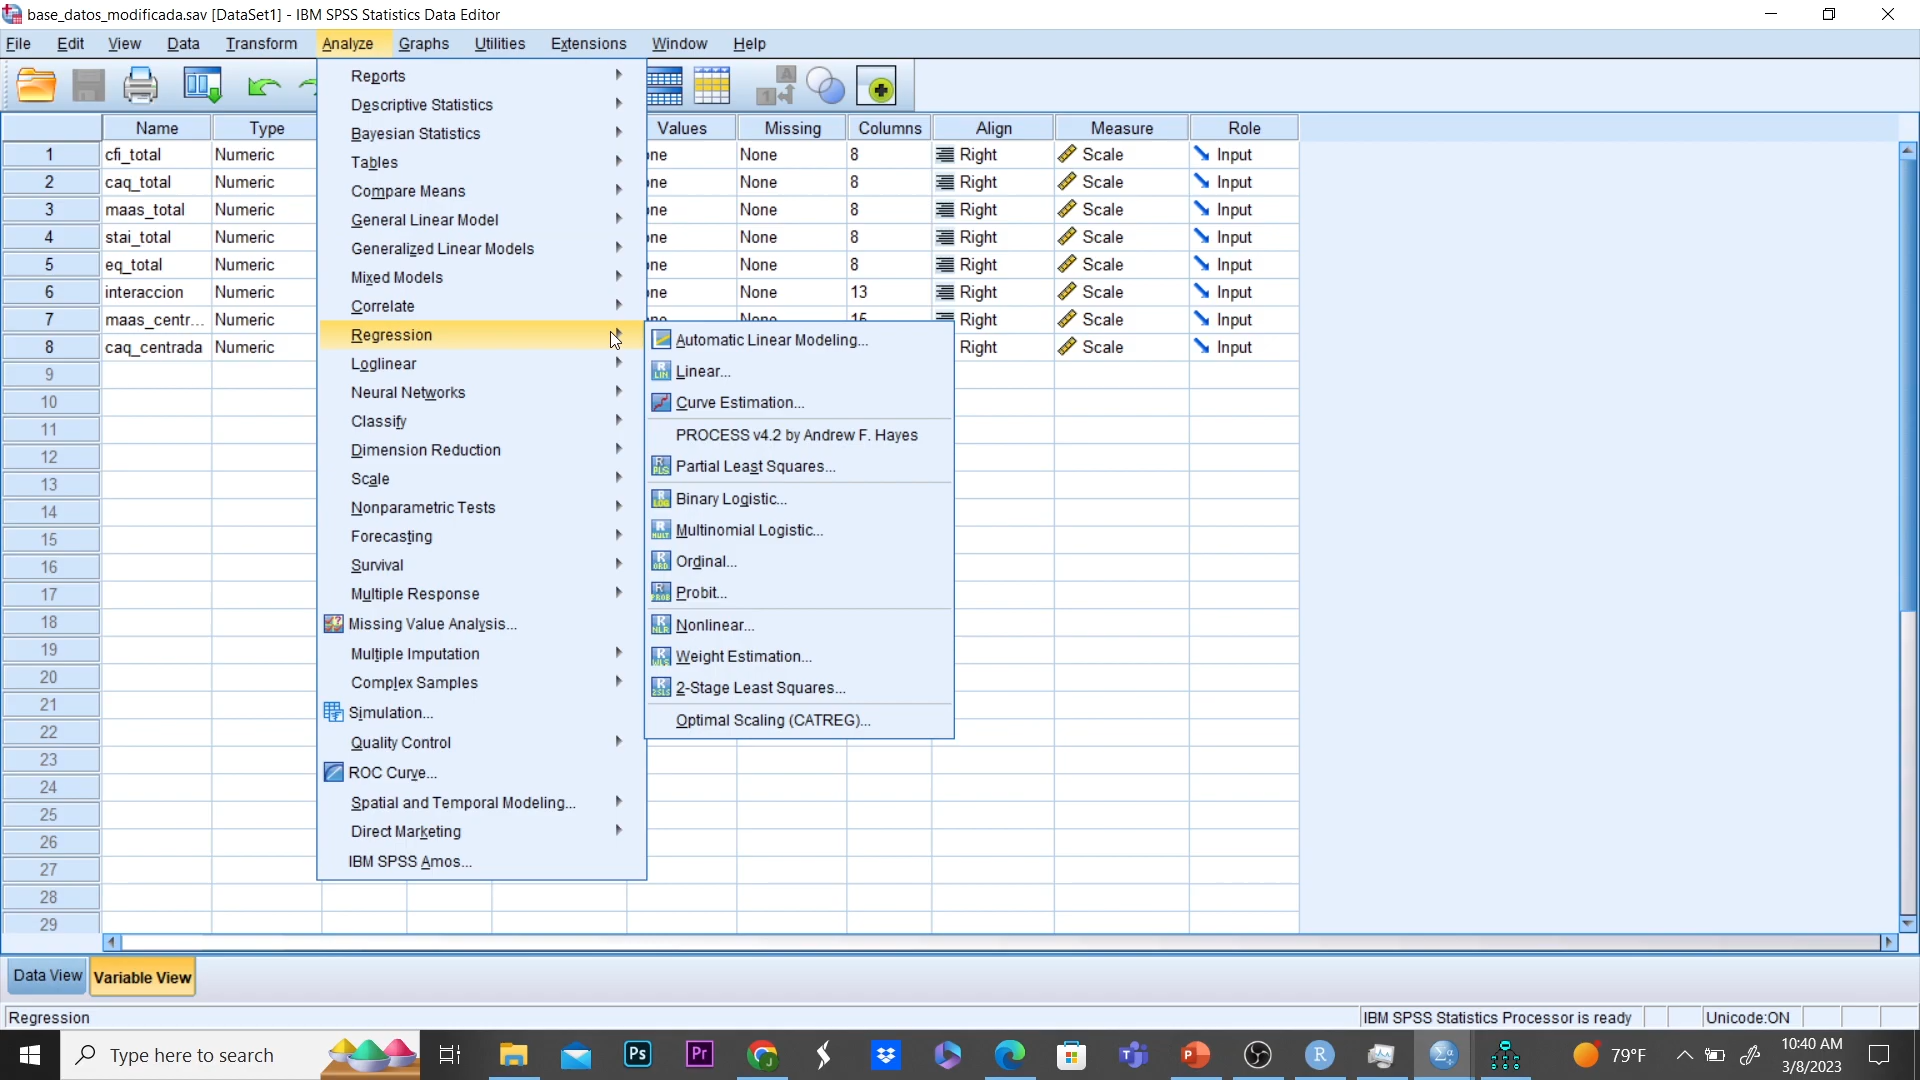 base_datos_modificada.sav [DataSet1] - IBM SPSS Statistics Data Editor
File Edit View Data Transform Analyze Graphs Utilities Extensions Window Help
Name Type Values Missing Columns Align Measure Role
1 cfi_total Numeric one None 8 Right Scale Input
2 caq_total Numeric one None 8 Right Scale Input
3 maas_total Numeric one None 8 Right Scale Input
4 stai_total Numeric one None 8 Right Scale Input
5 eq_total Numeric one None 8 Right Scale Input
6 interaccion Numeric one None 13 Right Scale Input
7 maas_centr... Numeric one None 15 Right Scale Input
8 caq_centrada Numeric Right Scale Input
9
10
11
12
13
14
15
16
17
18
19
20
21
22
23
24
25
26
27
28
29
Reports
Descriptive Statistics
Bayesian Statistics
Tables
Compare Means
General Linear Model
Generalized Linear Models
Mixed Models
Correlate
Regression
Loglinear
Neural Networks
Classify
Dimension Reduction
Scale
Nonparametric Tests
Forecasting
Survival
Multiple Response
Missing Value Analysis...
Multiple Imputation
Complex Samples
Simulation...
Quality Control
ROC Curve...
Spatial and Temporal Modeling...
Direct Marketing
IBM SPSS Amos...
Automatic Linear Modeling...
Linear...
Curve Estimation...
PROCESS v4.2 by Andrew F. Hayes
Partial Least Squares...
Binary Logistic...
Multinomial Logistic...
Ordinal...
Probit...
Nonlinear...
Weight Estimation...
2-Stage Least Squares...
Optimal Scaling (CATREG)...
Data View Variable View
Regression IBM SPSS Statistics Processor is ready Unicode:ON
Type here to search Ps Pr 79°F 10:40 AM
3/8/2023